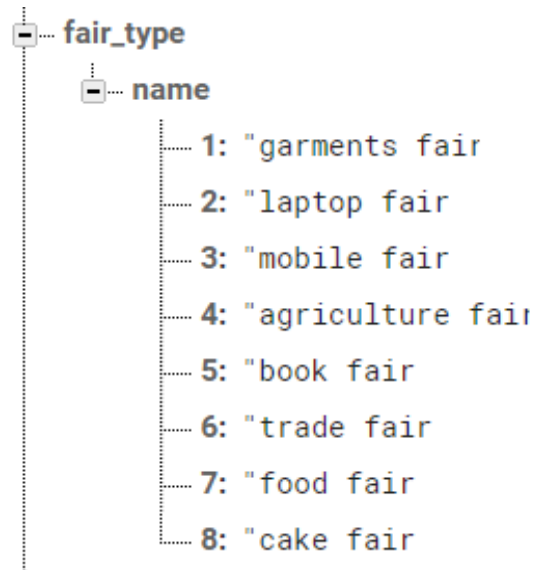 fair_type
name
1: "garments fair
2: "laptop fair
3: "mobile fair
4: "agriculture fair
5: "book fair
6: "trade fair
7: "food fair
8: "cake fair